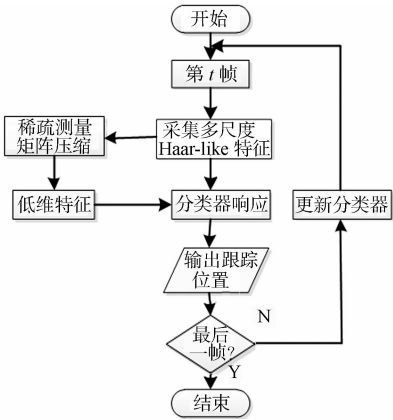 开始
第 t 帧
采集多尺度
Haar-like 特征
稀疏测量
矩阵压缩
低维特征
分类器响应
更新分类器
输出跟踪
位置
N
最后
一帧?
Y
结束